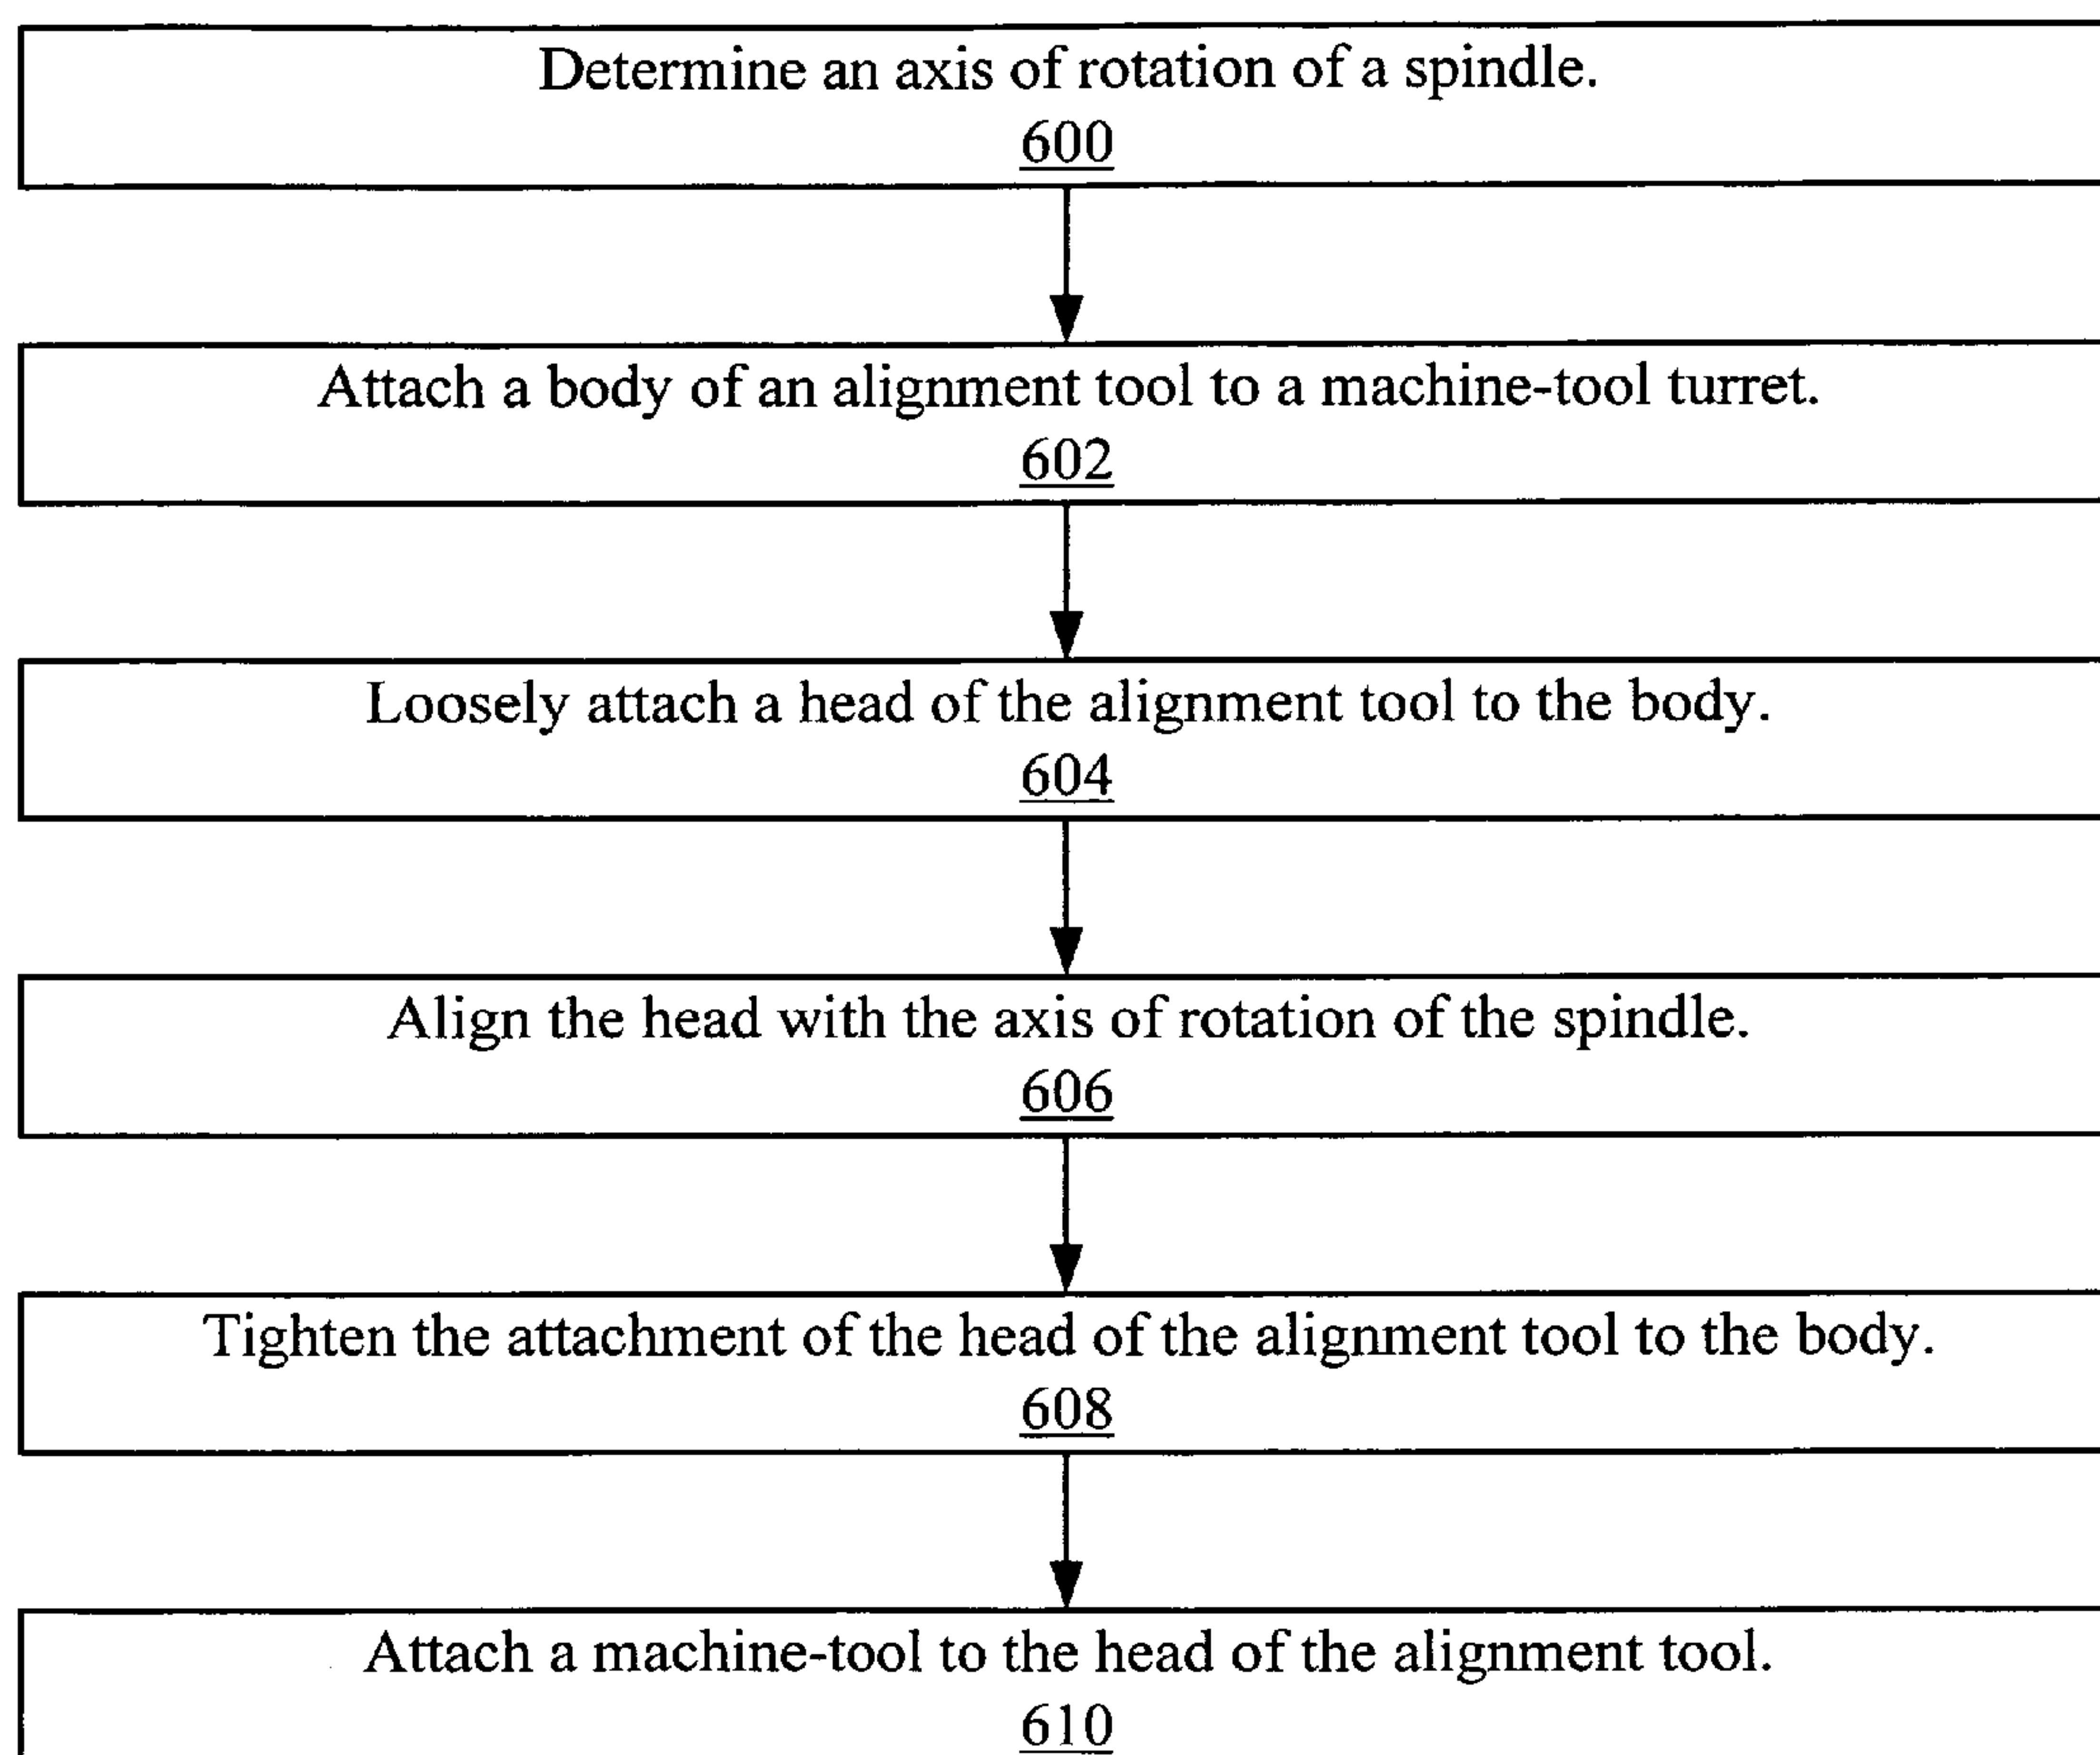 Determine an axis of rotation of a spindle.
600
Attach a body of an alignment tool to a machine-tool turret.
602
Loosely attach a head of the alignment tool to the body.
604
Align the head with the axis of rotation of the spindle.
606
Tighten the attachment of the head of the alignment tool to the body.
608
Attach a machine-tool to the head of the alignment tool.
610